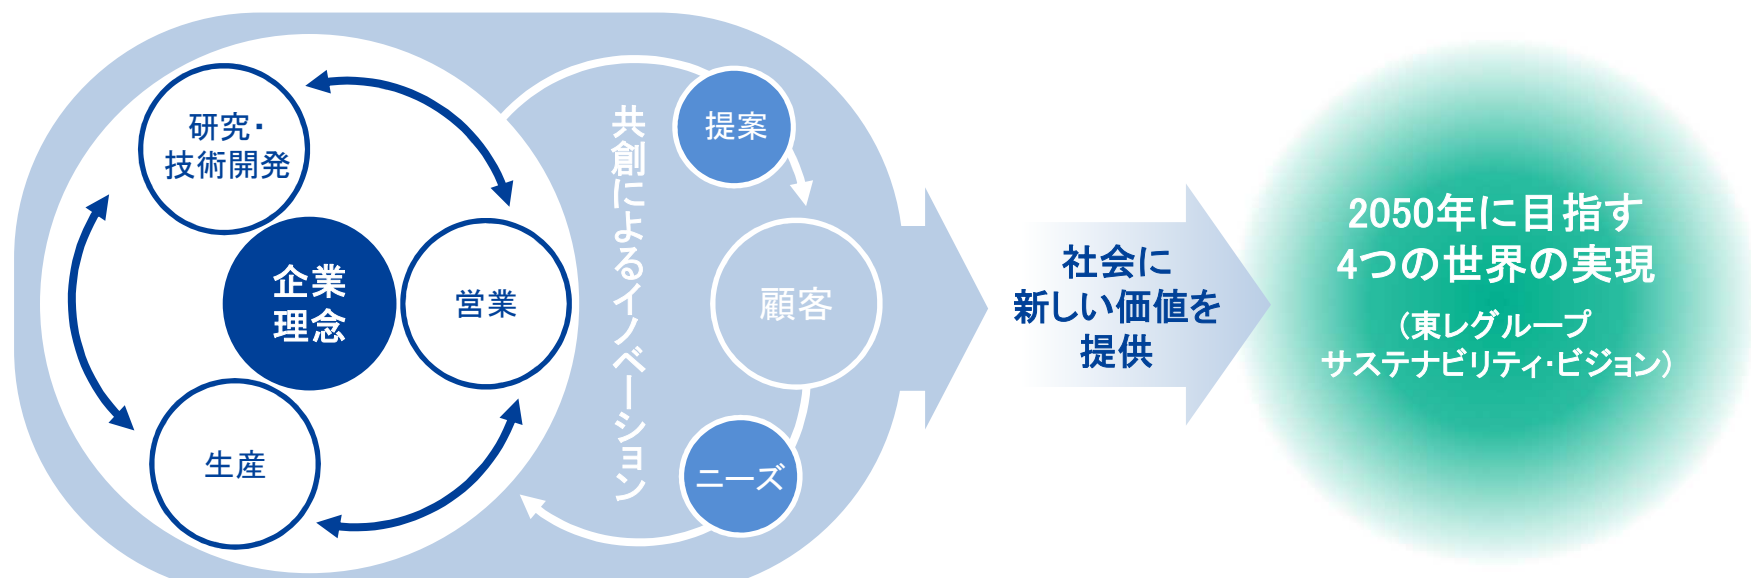 研究・
技術開発
企業
理念
営業
生産
共創によるイノベーション
提案
顧客
ニーズ
社会に
新しい価値を
提供
2050年に目指す
4つの世界の実現
(東レグループ
サステナビリティ・ビジョン)